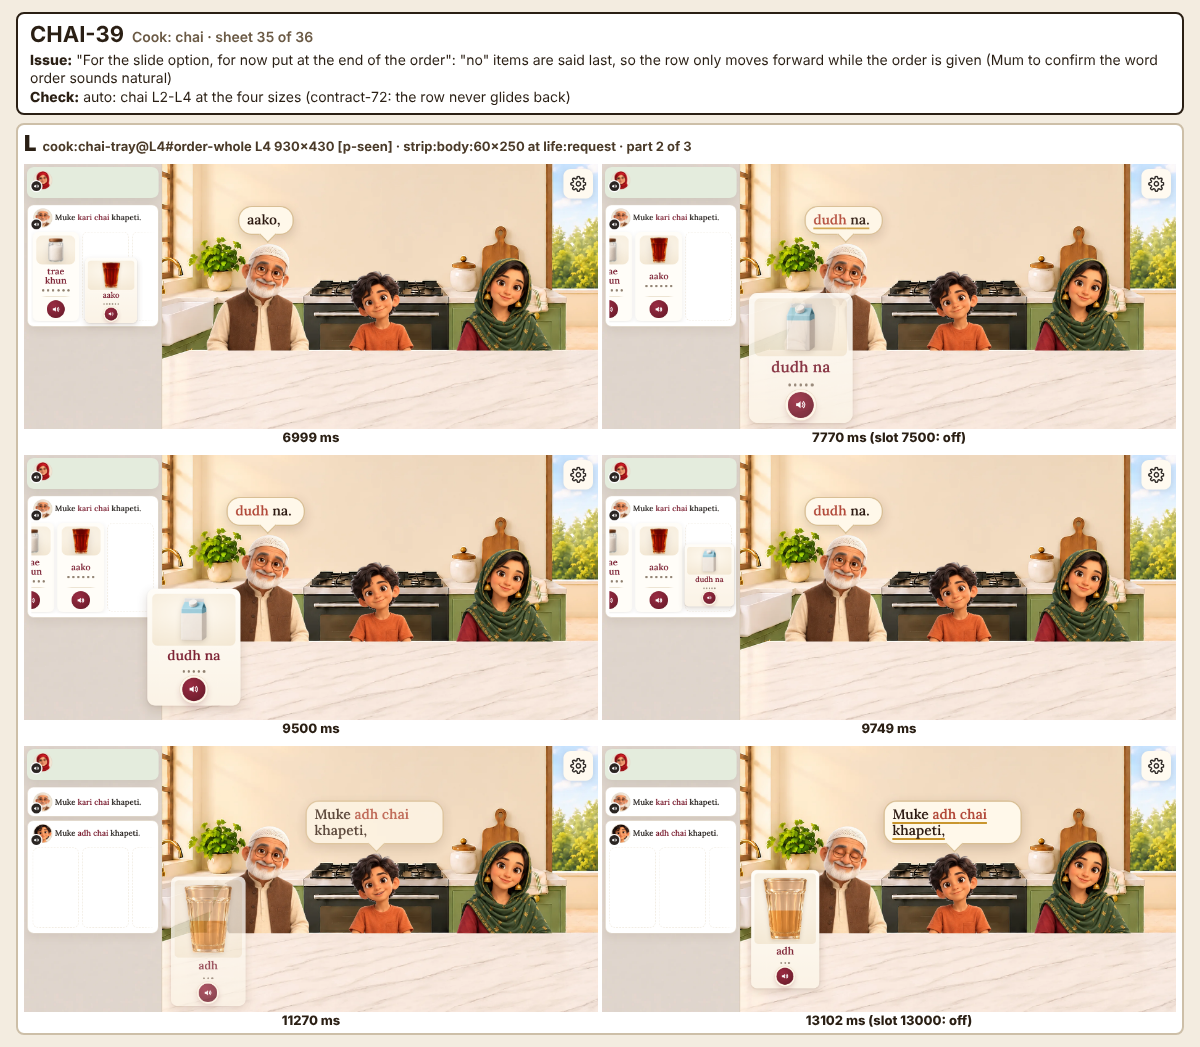 CHAI-39 Cook: chai · sheet 35 of 36
Issue: "For the slide option, for now put at the end of the order": "no" items are said last, so the row only moves forward while the order is given (Mum to confirm the word
order sounds natural)
Check: auto: chai L2-L4 at the four sizes (contract-72: the row never glides back)
L cook:chai-tray@L4#order-whole L4 930×430 [p-seen] · strip:body:60×250 at life:request · part 2 of 3
Muke kari chai khapeti.
trae
khun
aako
aako,
6999 ms
Muke kari chai khapeti.
ae
un
aako
dudh na.
dudh na
7770 ms (slot 7500: off)
Muke kari chai khapeti.
ae
un
aako
dudh na.
dudh na
9500 ms
Muke kari chai khapeti.
ae
un
aako
dudh na
dudh na.
9749 ms
Muke kari chai khapeti.
Muke adh chai khapeti.
Muke adh chai
khapeti,
adh
11270 ms
Muke kari chai khapeti.
Muke adh chai khapeti.
Muke adh chai
khapeti,
adh
13102 ms (slot 13000: off)